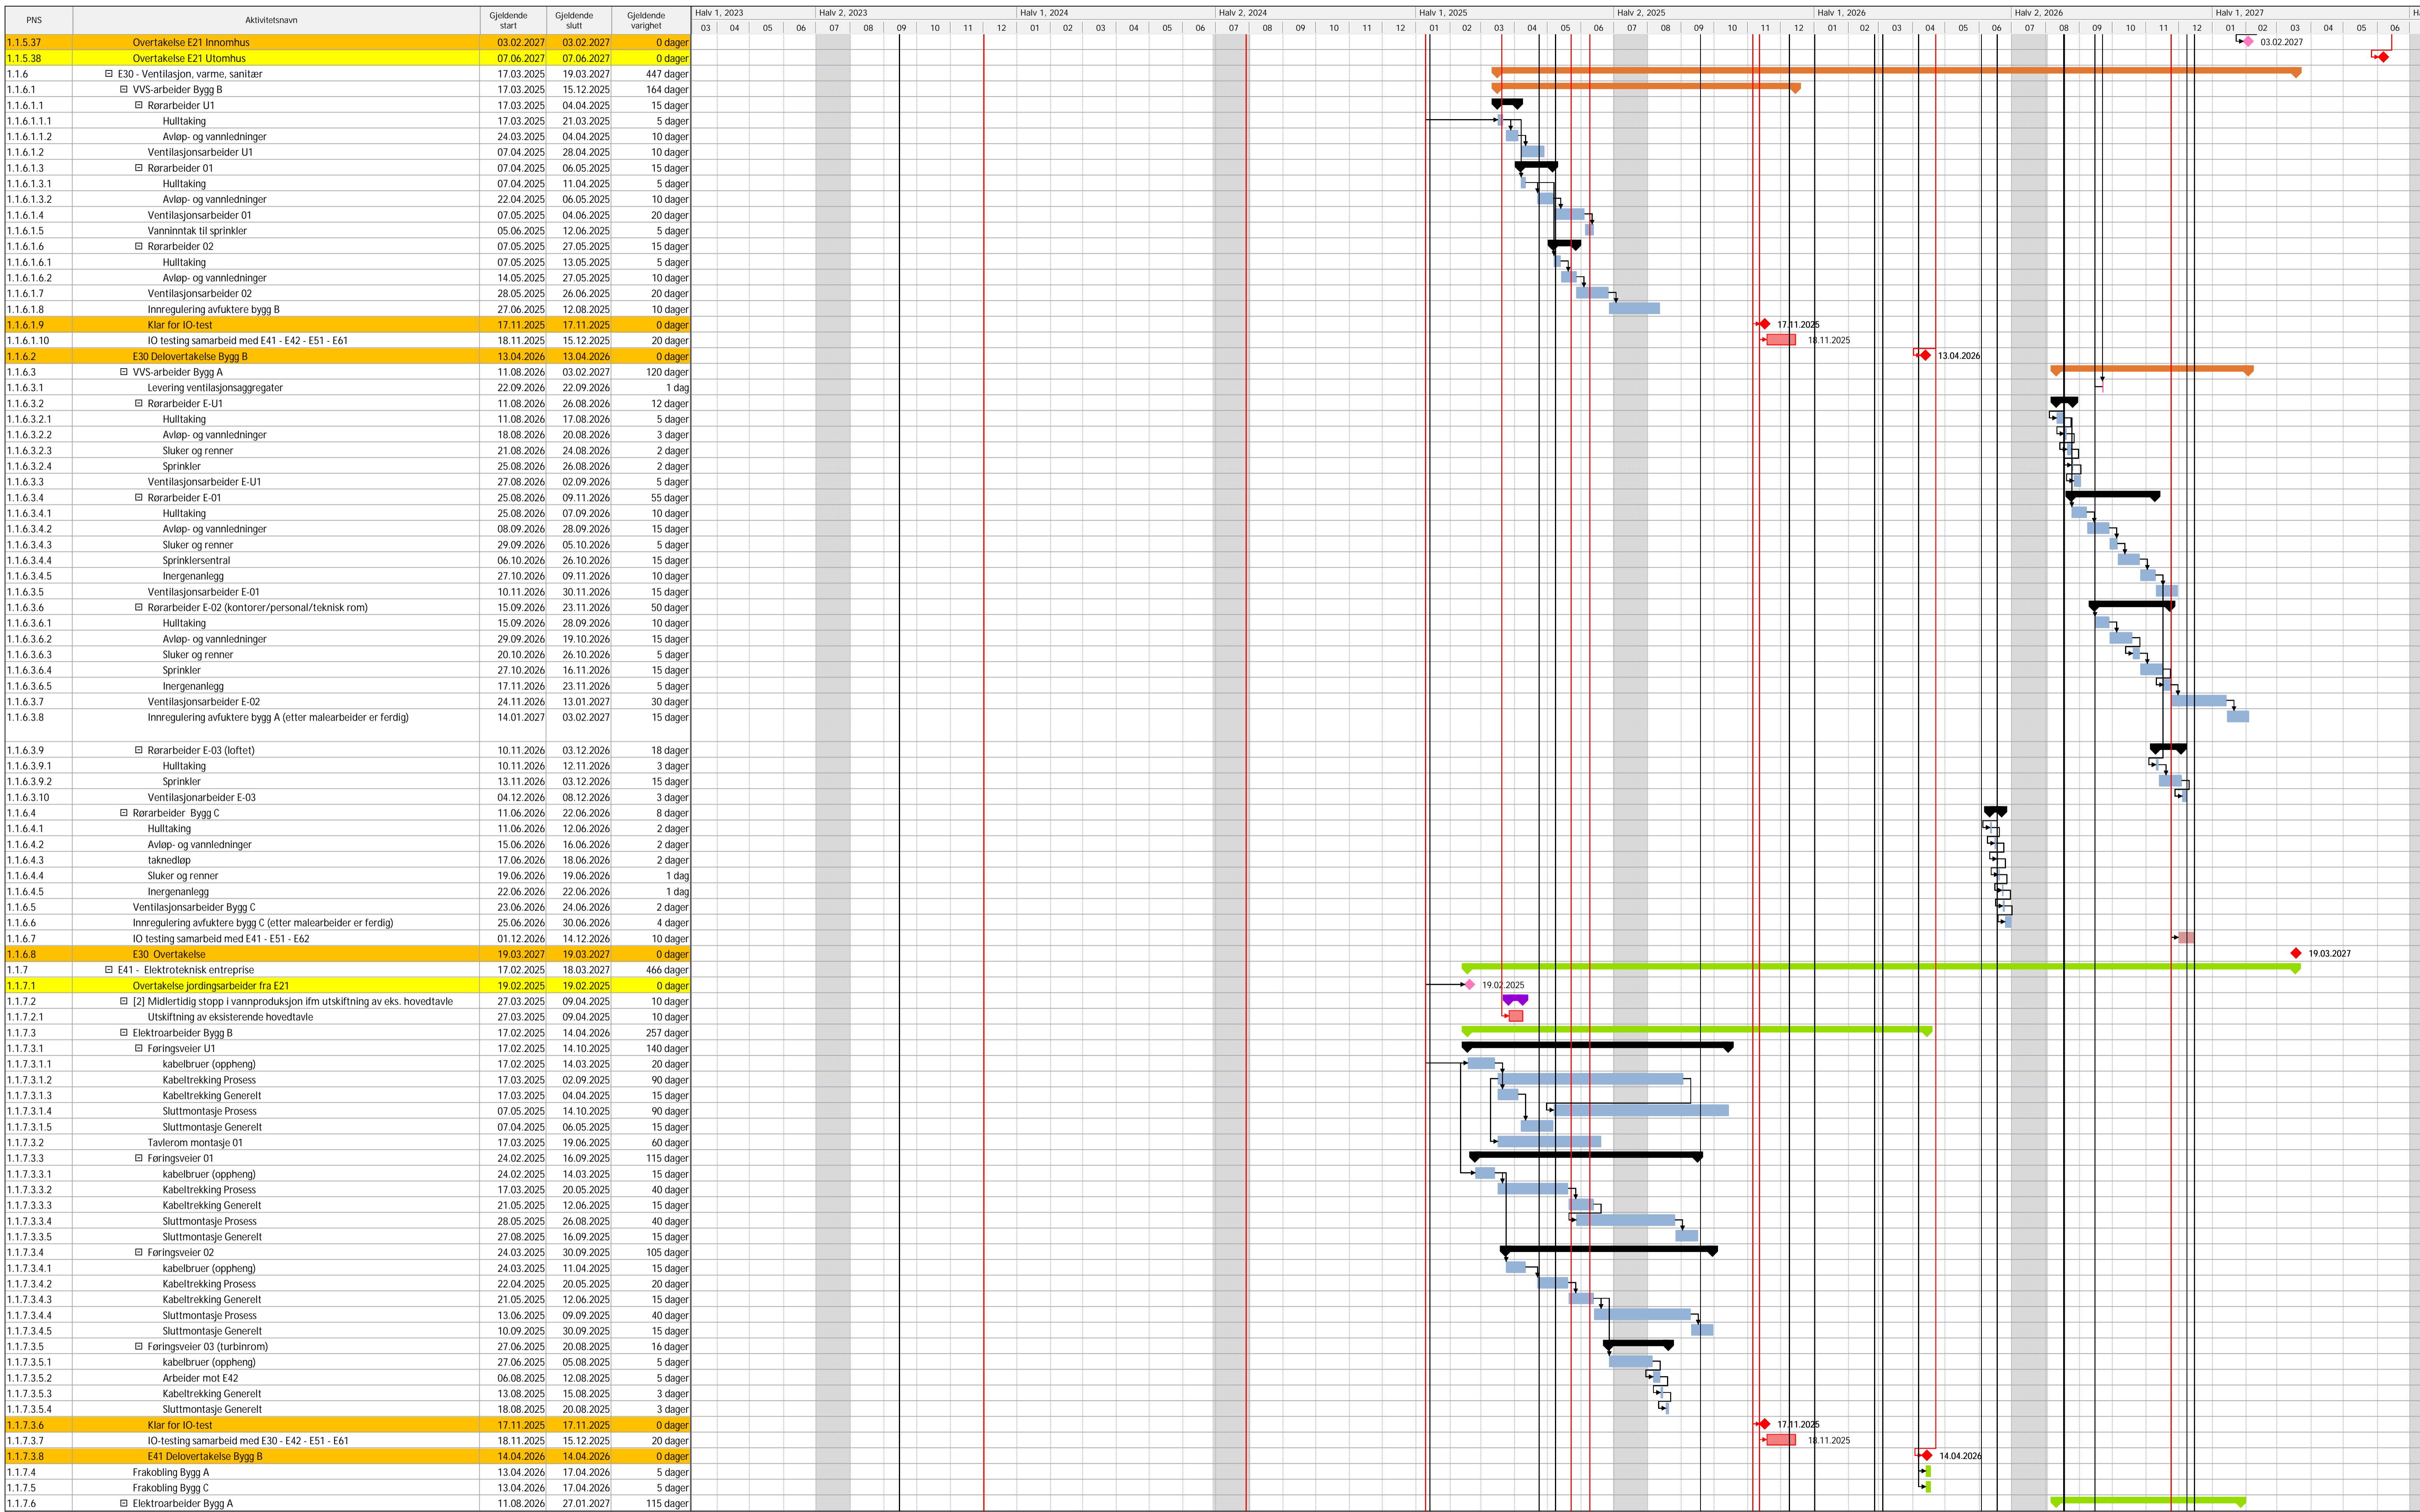 PNS Aktivitetsnavn Gjeldende start Gjeldende slutt Gjeldende varighet
Halv 1, 2023 Halv 2, 2023 Halv 1, 2024 Halv 2, 2024 Halv 1, 2025 Halv 2, 2025 Halv 1, 2026 Halv 2, 2026 Halv 1, 2027
03 04 05 06 07 08 09 10 11 12 01 02 03 04 05 06 07 08 09 10 11 12 01 02 03 04 05 06 07 08 09 10 11 12 01 02 03 04 05 06 07 08 09 10 11 12 01 02 03 04 05 06
1.1.5.37 Overtakelse E21 Innomhus 03.02.2027 03.02.2027 0 dager 03.02.2027
1.1.5.38 Overtakelse E21 Utomhus 07.06.2027 07.06.2027 0 dager
1.1.6 E30 - Ventilasjon, varme, sanitær 17.03.2025 19.03.2027 447 dager
1.1.6.1 VVS-arbeider Bygg B 17.03.2025 15.12.2025 164 dager
1.1.6.1.1 Rørarbeider U1 17.03.2025 04.04.2025 15 dager
1.1.6.1.1.1 Hulltaking 17.03.2025 21.03.2025 5 dager
1.1.6.1.1.2 Avløp- og vannledninger 24.03.2025 04.04.2025 10 dager
1.1.6.1.2 Ventilasjonsarbeider U1 07.04.2025 28.04.2025 10 dager
1.1.6.1.3 Rørarbeider 01 07.04.2025 06.05.2025 15 dager
1.1.6.1.3.1 Hulltaking 07.04.2025 11.04.2025 5 dager
1.1.6.1.3.2 Avløp- og vannledninger 22.04.2025 06.05.2025 10 dager
1.1.6.1.4 Ventilasjonsarbeider 01 07.05.2025 04.06.2025 20 dager
1.1.6.1.5 Vanninntak til sprinkler 05.06.2025 12.06.2025 5 dager
1.1.6.1.6 Rørarbeider 02 07.05.2025 27.05.2025 15 dager
1.1.6.1.6.1 Hulltaking 07.05.2025 13.05.2025 5 dager
1.1.6.1.6.2 Avløp- og vannledninger 14.05.2025 27.05.2025 10 dager
1.1.6.1.7 Ventilasjonsarbeider 02 28.05.2025 26.06.2025 20 dager
1.1.6.1.8 Innregulering avfuktere bygg B 27.06.2025 12.08.2025 10 dager
1.1.6.1.9 Klar for IO-test 17.11.2025 17.11.2025 0 dager 17.11.2025
1.1.6.1.10 IO testing samarbeid med E41 - E42 - E51 - E61 18.11.2025 15.12.2025 20 dager 18.11.2025
1.1.6.2 E30 Delovertakelse Bygg B 13.04.2026 13.04.2026 0 dager 13.04.2026
1.1.6.3 VVS-arbeider Bygg A 11.08.2026 03.02.2027 120 dager
1.1.6.3.1 Levering ventilasjonsaggregater 22.09.2026 22.09.2026 1 dag
1.1.6.3.2 Rørarbeider E-U1 11.08.2026 26.08.2026 12 dager
1.1.6.3.2.1 Hulltaking 11.08.2026 17.08.2026 5 dager
1.1.6.3.2.2 Avløp- og vannledninger 18.08.2026 20.08.2026 3 dager
1.1.6.3.2.3 Sluker og renner 21.08.2026 24.08.2026 2 dager
1.1.6.3.2.4 Sprinkler 25.08.2026 26.08.2026 2 dager
1.1.6.3.3 Ventilasjonsarbeider E-U1 27.08.2026 02.09.2026 5 dager
1.1.6.3.4 Rørarbeider E-01 25.08.2026 09.11.2026 55 dager
1.1.6.3.4.1 Hulltaking 25.08.2026 07.09.2026 10 dager
1.1.6.3.4.2 Avløp- og vannledninger 08.09.2026 28.09.2026 15 dager
1.1.6.3.4.3 Sluker og renner 29.09.2026 05.10.2026 5 dager
1.1.6.3.4.4 Sprinklersentral 06.10.2026 26.10.2026 15 dager
1.1.6.3.4.5 Inergenanlegg 27.10.2026 09.11.2026 10 dager
1.1.6.3.5 Ventilasjonsarbeider E-01 10.11.2026 30.11.2026 15 dager
1.1.6.3.6 Rørarbeider E-02 (kontorer/personal/teknisk rom) 15.09.2026 23.11.2026 50 dager
1.1.6.3.6.1 Hulltaking 15.09.2026 28.09.2026 10 dager
1.1.6.3.6.2 Avløp- og vannledninger 29.09.2026 19.10.2026 15 dager
1.1.6.3.6.3 Sluker og renner 20.10.2026 26.10.2026 5 dager
1.1.6.3.6.4 Sprinkler 27.10.2026 16.11.2026 15 dager
1.1.6.3.6.5 Inergenanlegg 17.11.2026 23.11.2026 5 dager
1.1.6.3.7 Ventilasjonsarbeider E-02 24.11.2026 13.01.2027 30 dager
1.1.6.3.8 Innregulering avfuktere bygg A (etter malearbeider er ferdig) 14.01.2027 03.02.2027 15 dager
1.1.6.3.9 Rørarbeider E-03 (loftet) 10.11.2026 03.12.2026 18 dager
1.1.6.3.9.1 Hulltaking 10.11.2026 12.11.2026 3 dager
1.1.6.3.9.2 Sprinkler 13.11.2026 03.12.2026 15 dager
1.1.6.3.10 Ventilasjonarbeider E-03 04.12.2026 08.12.2026 3 dager
1.1.6.4 Rørarbeider Bygg C 11.06.2026 22.06.2026 8 dager
1.1.6.4.1 Hulltaking 11.06.2026 12.06.2026 2 dager
1.1.6.4.2 Avløp- og vannledninger 15.06.2026 16.06.2026 2 dager
1.1.6.4.3 taknedløp 17.06.2026 18.06.2026 2 dager
1.1.6.4.4 Sluker og renner 19.06.2026 19.06.2026 1 dag
1.1.6.4.5 Inergenanlegg 22.06.2026 22.06.2026 1 dag
1.1.6.5 Ventilasjonsarbeider Bygg C 23.06.2026 24.06.2026 2 dager
1.1.6.6 Innregulering avfuktere bygg C (etter malearbeider er ferdig) 25.06.2026 30.06.2026 4 dager
1.1.6.7 IO testing samarbeid med E41 - E51 - E62 01.12.2026 14.12.2026 10 dager
1.1.6.8 E30 Overtakelse 19.03.2027 19.03.2027 0 dager 19.03.2027
1.1.7 E41 - Elektroteknisk entreprise 17.02.2025 18.03.2027 466 dager
1.1.7.1 Overtakelse jordingsarbeider fra E21 19.02.2025 19.02.2025 0 dager 19.02.2025
1.1.7.2 [2] Midlertidig stopp i vannproduksjon ifm utskiftning av eks. hovedtavle 27.03.2025 09.04.2025 10 dager
1.1.7.2.1 Utskiftning av eksisterende hovedtavle 27.03.2025 09.04.2025 10 dager
1.1.7.3 Elektroarbeider Bygg B 17.02.2025 14.04.2026 257 dager
1.1.7.3.1 Føringsveier U1 17.02.2025 14.10.2025 140 dager
1.1.7.3.1.1 kabelbruer (oppheng) 17.02.2025 14.03.2025 20 dager
1.1.7.3.1.2 Kabeltrekking Prosess 17.03.2025 02.09.2025 90 dager
1.1.7.3.1.3 Kabeltrekking Generelt 17.03.2025 04.04.2025 15 dager
1.1.7.3.1.4 Sluttmontasje Prosess 07.05.2025 14.10.2025 90 dager
1.1.7.3.1.5 Sluttmontasje Generelt 07.04.2025 06.05.2025 15 dager
1.1.7.3.2 Tavlerom montasje 01 17.03.2025 19.06.2025 60 dager
1.1.7.3.3 Føringsveier 01 24.02.2025 16.09.2025 115 dager
1.1.7.3.3.1 kabelbruer (oppheng) 24.02.2025 14.03.2025 15 dager
1.1.7.3.3.2 Kabeltrekking Prosess 17.03.2025 20.05.2025 40 dager
1.1.7.3.3.3 Kabeltrekking Generelt 21.05.2025 12.06.2025 15 dager
1.1.7.3.3.4 Sluttmontasje Prosess 28.05.2025 26.08.2025 40 dager
1.1.7.3.3.5 Sluttmontasje Generelt 27.08.2025 16.09.2025 15 dager
1.1.7.3.4 Føringsveier 02 24.03.2025 30.09.2025 105 dager
1.1.7.3.4.1 kabelbruer (oppheng) 24.03.2025 11.04.2025 15 dager
1.1.7.3.4.2 Kabeltrekking Prosess 22.04.2025 20.05.2025 20 dager
1.1.7.3.4.3 Kabeltrekking Generelt 21.05.2025 12.06.2025 15 dager
1.1.7.3.4.4 Sluttmontasje Prosess 13.06.2025 09.09.2025 40 dager
1.1.7.3.4.5 Sluttmontasje Generelt 10.09.2025 30.09.2025 15 dager
1.1.7.3.5 Føringsveier 03 (turbinrom) 27.06.2025 20.08.2025 16 dager
1.1.7.3.5.1 kabelbruer (oppheng) 27.06.2025 05.08.2025 5 dager
1.1.7.3.5.2 Arbeider mot E42 06.08.2025 12.08.2025 5 dager
1.1.7.3.5.3 Kabeltrekking Generelt 13.08.2025 15.08.2025 3 dager
1.1.7.3.5.4 Sluttmontasje Generelt 18.08.2025 20.08.2025 3 dager
1.1.7.3.6 Klar for IO-test 17.11.2025 17.11.2025 0 dager 17.11.2025
1.1.7.3.7 IO-testing samarbeid med E30 - E42 - E51 - E61 18.11.2025 15.12.2025 20 dager 18.11.2025
1.1.7.3.8 E41 Delovertakelse Bygg B 14.04.2026 14.04.2026 0 dager 14.04.2026
1.1.7.4 Frakobling Bygg A 13.04.2026 17.04.2026 5 dager
1.1.7.5 Frakobling Bygg C 13.04.2026 17.04.2026 5 dager
1.1.7.6 Elektroarbeider Bygg A 11.08.2026 27.01.2027 115 dager